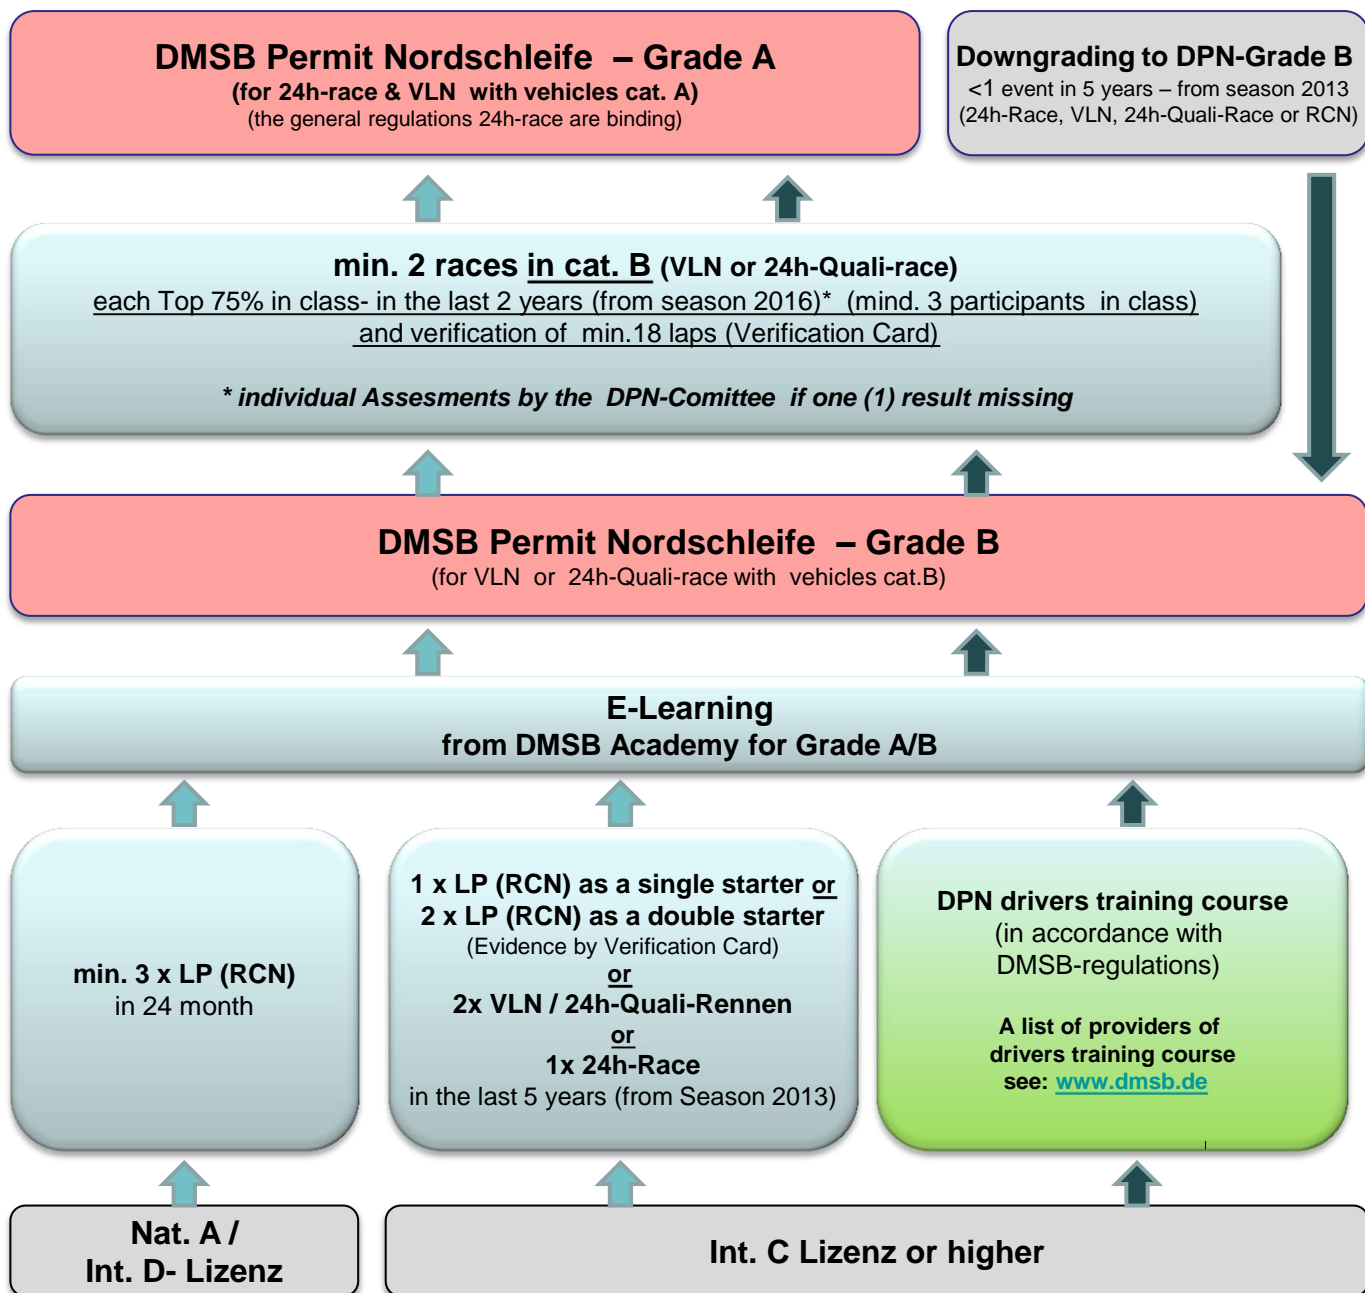 DMSB Permit Nordschleife – Grade A
(for 24h-race & VLN with vehicles cat. A)
(the general regulations 24h-race are binding)
Downgrading to DPN-Grade B
<1 event in 5 years – from season 2013
(24h-Race, VLN, 24h-Quali-Race or RCN)
min. 2 races in cat. B (VLN or 24h-Quali-race)
each Top 75% in class- in the last 2 years (from season 2016)* (mind. 3 participants in class)
and verification of min.18 laps (Verification Card)
* individual Assesments by the DPN-Comittee if one (1) result missing
DMSB Permit Nordschleife – Grade B
(for VLN or 24h-Quali-race with vehicles cat.B)
E-Learning
from DMSB Academy for Grade A/B
min. 3 x LP (RCN)
in 24 month
1 x LP (RCN) as a single starter or
2 x LP (RCN) as a double starter
(Evidence by Verification Card)
or
2x VLN / 24h-Quali-Rennen
or
1x 24h-Race
in the last 5 years (from Season 2013)
DPN drivers training course
(in accordance with
DMSB-regulations)
A list of providers of
drivers training course
see: www.dmsb.de
Nat. A /
Int. D- Lizenz
Int. C Lizenz or higher